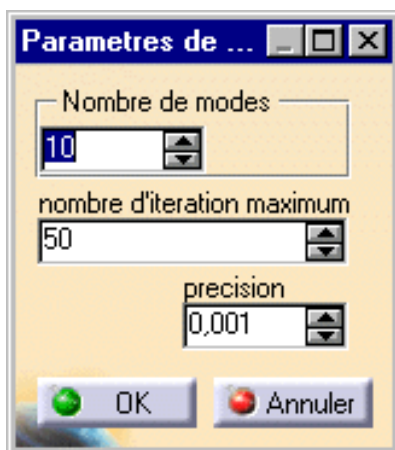 Parametres de ...
Nombre de modes
10
nombre d'iteration maximum
50
precision
0,001
OK
Annuler